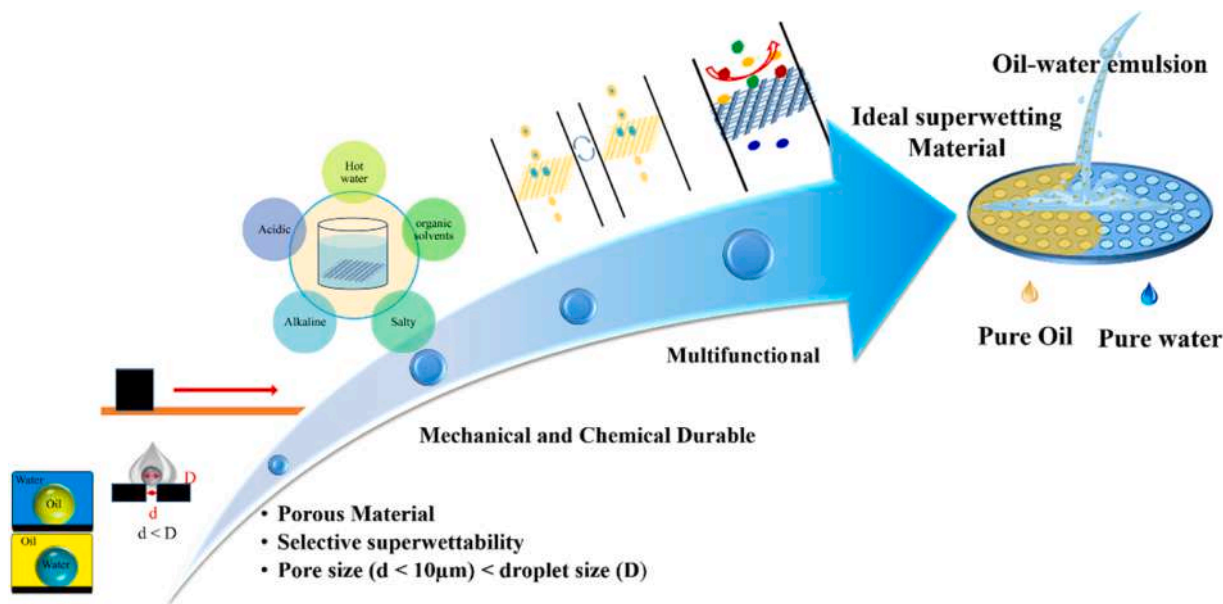 Oil-water emulsion
Ideal superwetting
Material
Pure Oil
Pure water
Hot
water
Acidic
organic
solvents
Alkaline
Salty
Multifunctional
Mechanical and Chemical Durable
Water
Oil
D
d
d < D
Oil
Water
• Porous Material
• Selective superwettability
• Pore size (d < 10μm) < droplet size (D)